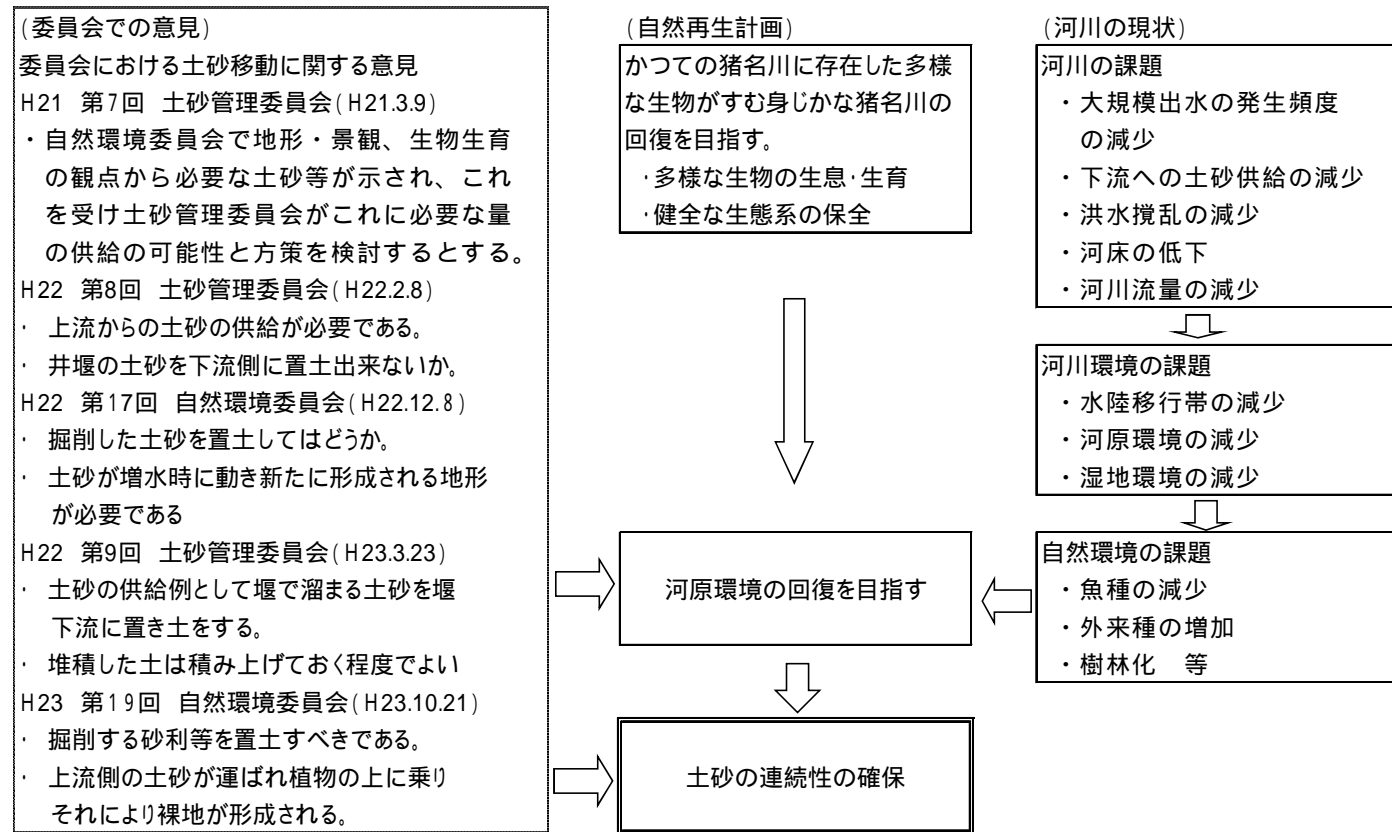 (委員会での意見)
委員会における土砂移動に関する意見
H21 第7回 土砂管理委員会(H21.3.9)
・自然環境委員会で地形・景観、生物生育
の観点から必要な土砂等が示され、これ
を受け土砂管理委員会がこれに必要な量
の供給の可能性と方策を検討するとする。
H22 第8回 土砂管理委員会(H22.2.8)
・ 上流からの土砂の供給が必要である。
・ 井堰の土砂を下流側に置土出来ないか。
H22 第17回 自然環境委員会(H22.12.8)
・ 掘削した土砂を置土してはどうか。
・ 土砂が増水時に動き新たに形成される地形
が必要である
H22 第9回 土砂管理委員会(H23.3.23)
・ 土砂の供給例として堰で溜まる土砂を堰
下流に置き土をする。
・ 堆積した土は積み上げておく程度でよい
H23 第19回 自然環境委員会(H23.10.21)
・ 掘削する砂利等を置土すべきである。
・ 上流側の土砂が運ばれ植物の上に乗り
それにより裸地が形成される。
(自然再生計画)
かつての猪名川に存在した多様
な生物がすむ身じかな猪名川の
回復を目指す。
・多様な生物の生息・生育
・健全な生態系の保全
河原環境の回復を目指す
土砂の連続性の確保
(河川の現状)
河川の課題
・大規模出水の発生頻度
の減少
・下流への土砂供給の減少
・洪水撹乱の減少
・河床の低下
・河川流量の減少
河川環境の課題
・水陸移行帯の減少
・河原環境の減少
・湿地環境の減少
自然環境の課題
・魚種の減少
・外来種の増加
・樹林化 等